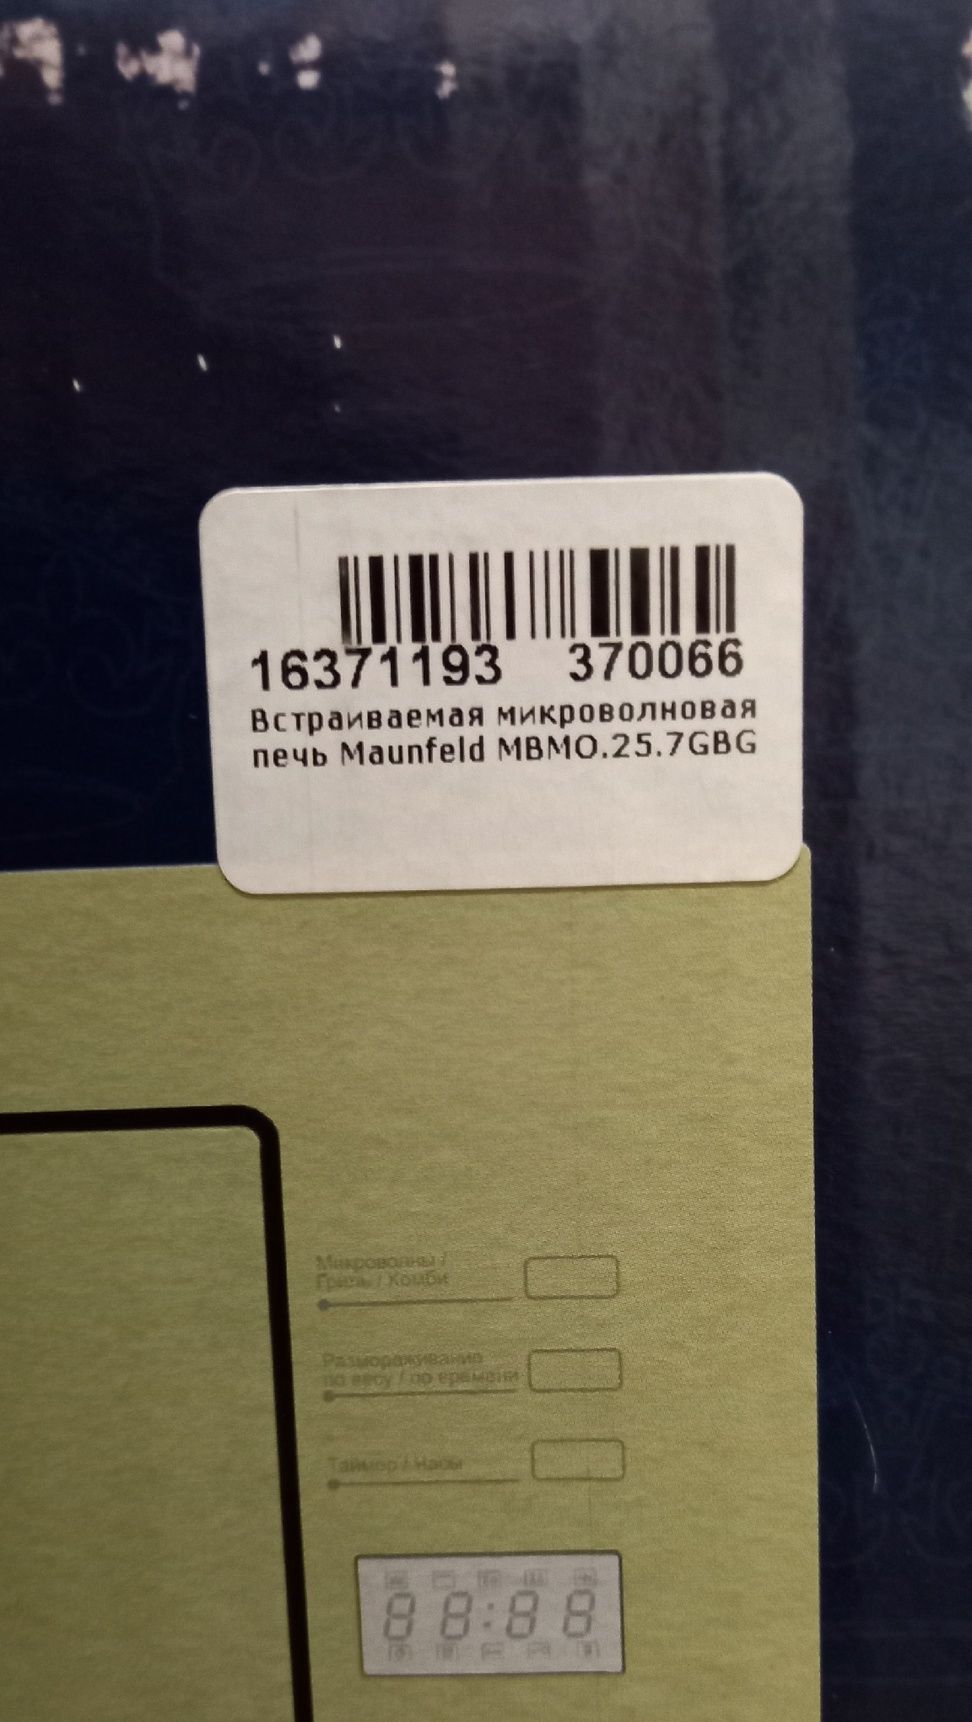 16371193 370066
Встраиваемая микроволновая
печь Maunfeld MBMO.25.7GBG
Микроволны /
Гриль / Комби
Размораживание
по весу / по времени
Таймер / Часы
88:88